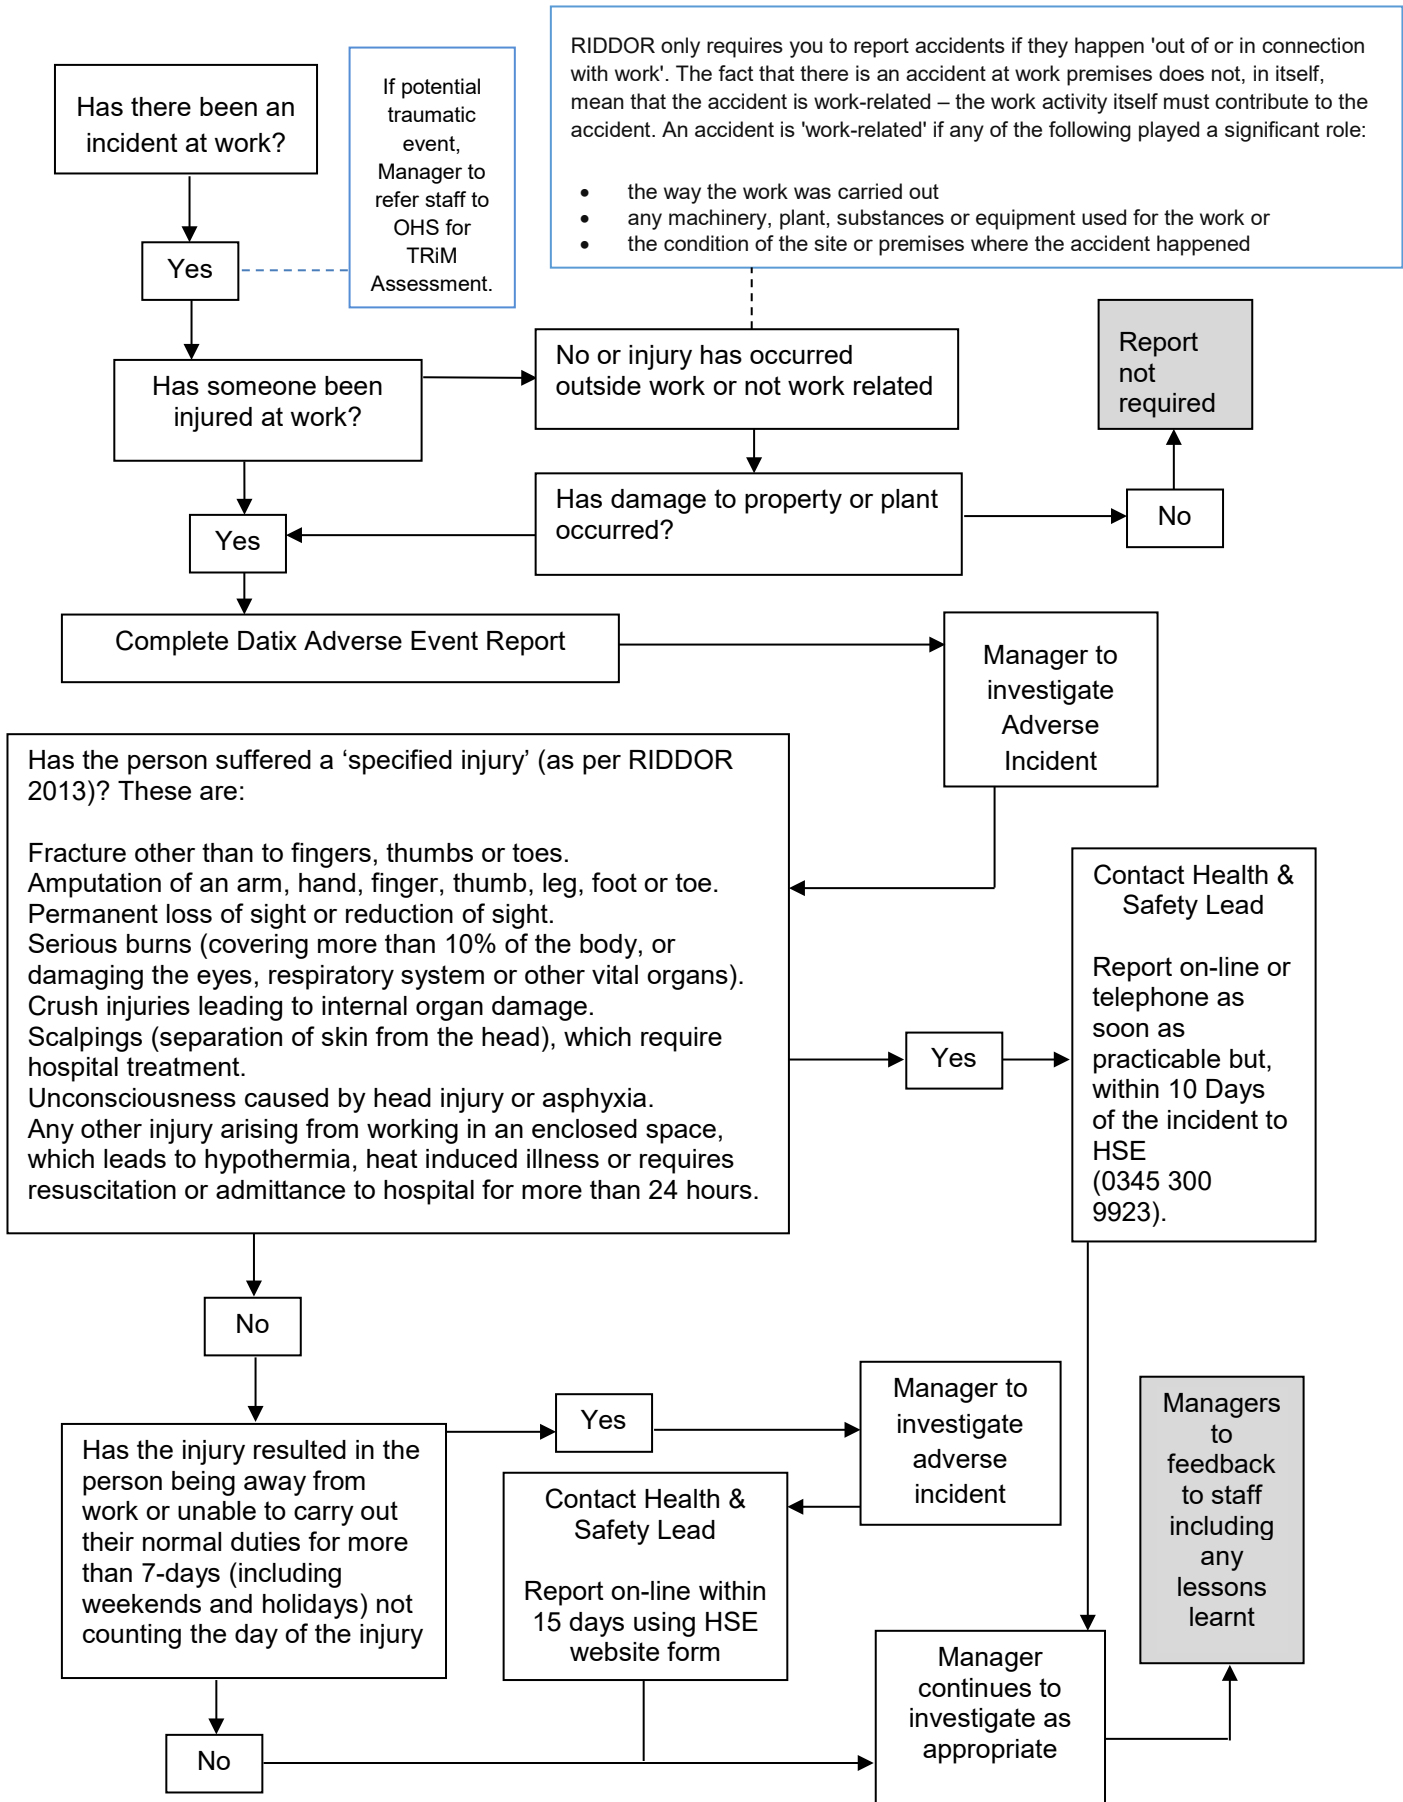 Has there been an
incident at work?
If potential
traumatic
event,
Manager to
refer staff to
OHS for
TRiM
Assessment.
RIDDOR only requires you to report accidents if they happen 'out of or in connection
with work'. The fact that there is an accident at work premises does not, in itself,
mean that the accident is work-related – the work activity itself must contribute to the
accident. An accident is 'work-related' if any of the following played a significant role:
• the way the work was carried out
• any machinery, plant, substances or equipment used for the work or
• the condition of the site or premises where the accident happened
Yes
Has someone been
injured at work?
No or injury has occurred
outside work or not work related
Report
not
required
Has damage to property or plant
occurred?
No
Yes
Complete Datix Adverse Event Report
Manager to
investigate
Adverse
Incident
Has the person suffered a ‘specified injury’ (as per RIDDOR
2013)? These are:
Fracture other than to fingers, thumbs or toes.
Amputation of an arm, hand, finger, thumb, leg, foot or toe.
Permanent loss of sight or reduction of sight.
Serious burns (covering more than 10% of the body, or
damaging the eyes, respiratory system or other vital organs).
Crush injuries leading to internal organ damage.
Scalpings (separation of skin from the head), which require
hospital treatment.
Unconsciousness caused by head injury or asphyxia.
Any other injury arising from working in an enclosed space,
which leads to hypothermia, heat induced illness or requires
resuscitation or admittance to hospital for more than 24 hours.
Yes
Contact Health &
Safety Lead
Report on-line or
telephone as
soon as
practicable but,
within 10 Days
of the incident to
HSE
(0345 300
9923).
No
Has the injury resulted in the
person being away from
work or unable to carry out
their normal duties for more
than 7-days (including
weekends and holidays) not
counting the day of the injury
Yes
Manager to
investigate
adverse
incident
Contact Health &
Safety Lead
Report on-line within
15 days using HSE
website form
Managers
to
feedback
to staff
including
any
lessons
learnt
No
Manager
continues to
investigate as
appropriate